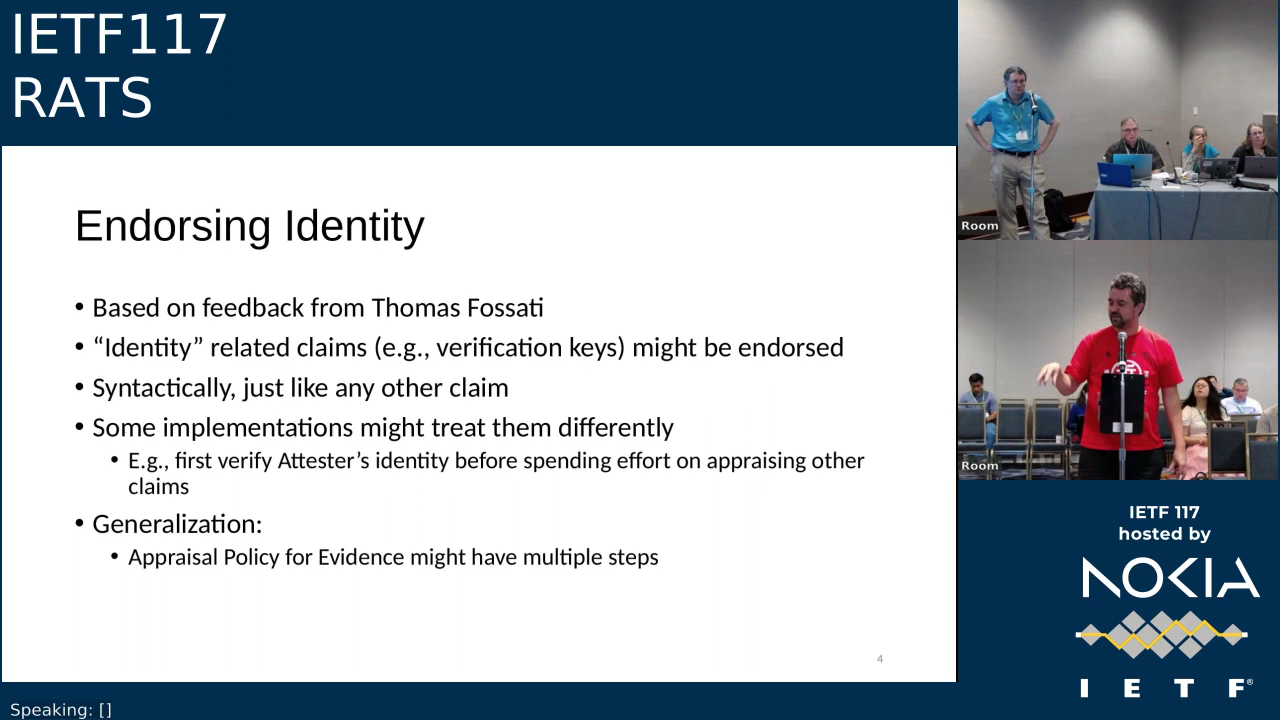 IETF117
RATS
Endorsing Identity
• Based on feedback from Thomas Fossati
• “Identity” related claims (e.g., verification keys) might be endorsed
• Syntactically, just like any other claim
• Some implementations might treat them differently
• E.g., first verify Attester’s identity before spending effort on appraising other
claims
• Generalization:
• Appraisal Policy for Evidence might have multiple steps
4
Speaking: []
Room
Room
IETF 117
hosted by
NOKIA
I E T F®